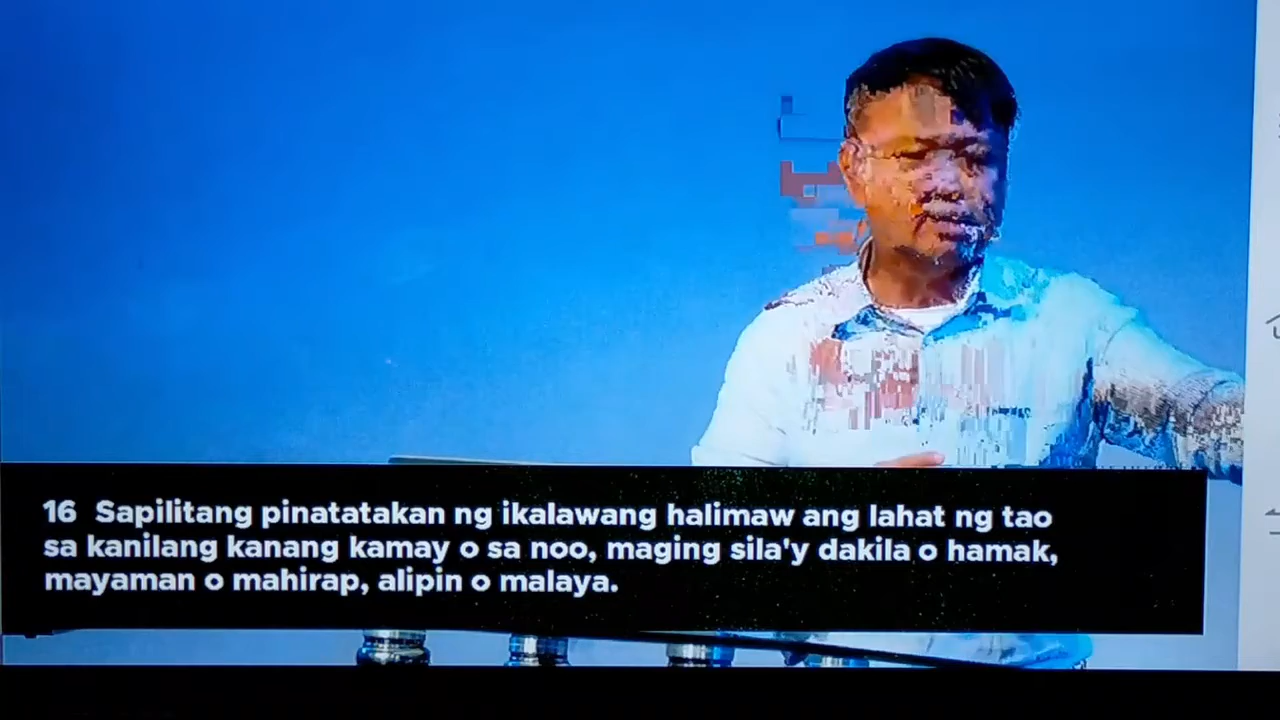 16 Sapilitang pinatatakan ng ikalawang halimaw ang lahat ng tao
sa kanilang kanang kamay o sa noo, maging sila'y dakila o hamak,
mayaman o mahirap, alipin o malaya.